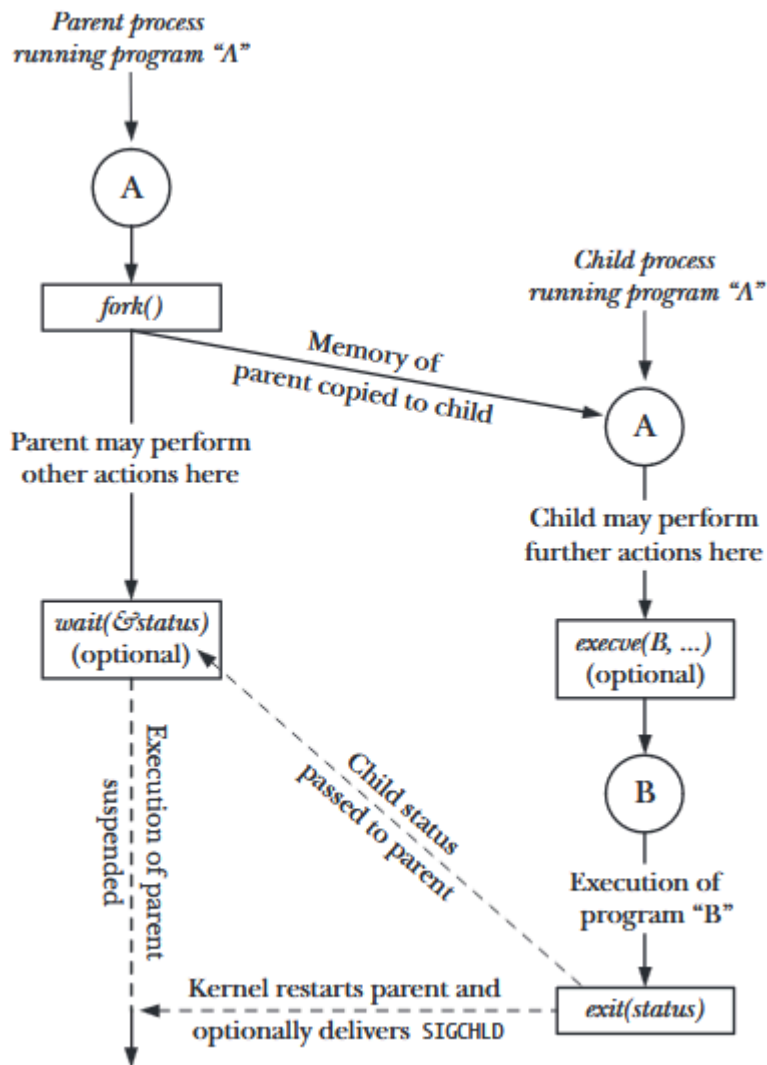 Parent process
running program “A”
A
fork()
Child process
running program “A”
Memory of
parent copied to child
A
Parent may perform
other actions here
Child may perform
further actions here
wait(&status)
(optional)
execve(B, ...)
(optional)
B
Execution of parent
suspended
Child status
passed to parent
Execution of
program “B”
Kernel restarts parent and
optionally delivers SIGCHLD
exit(status)